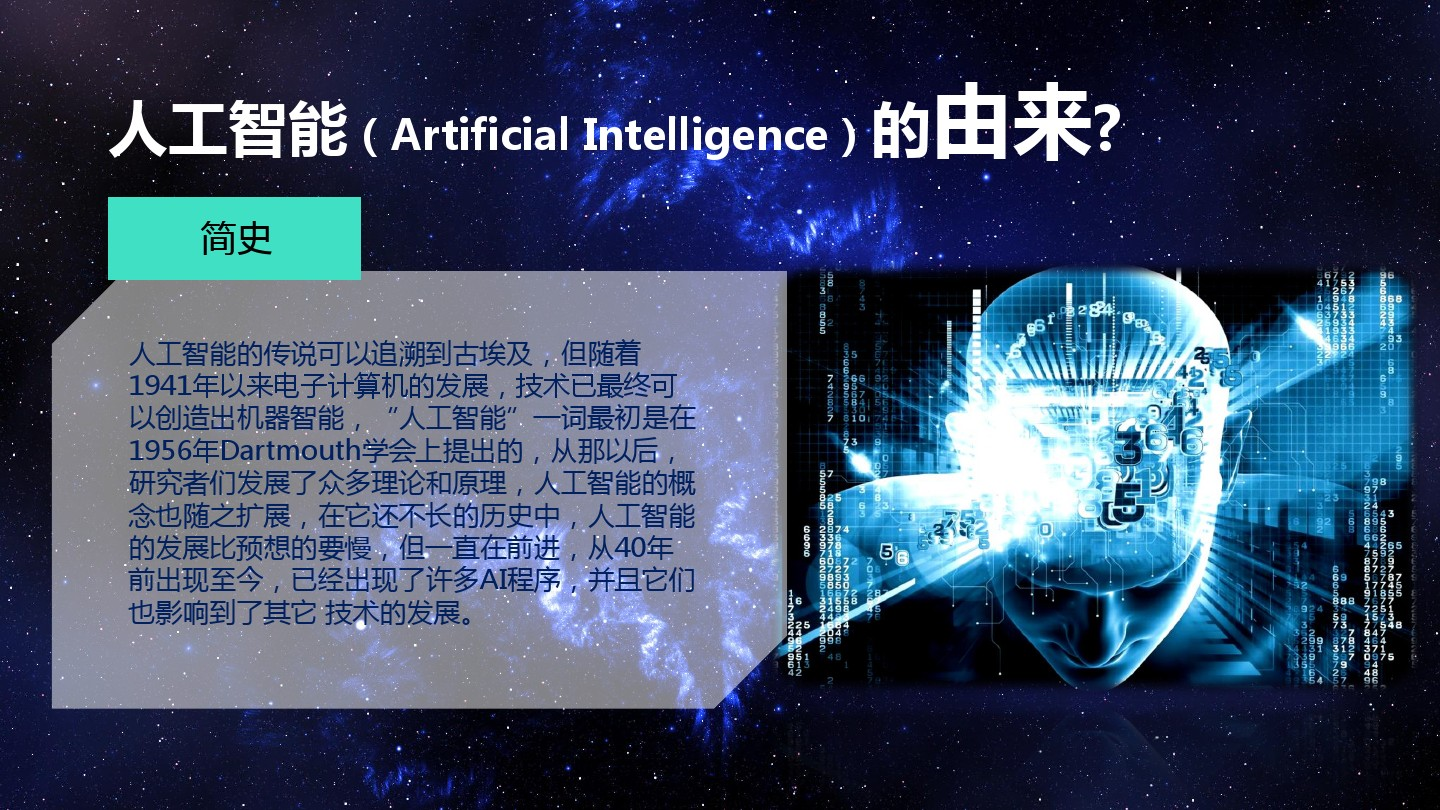 人工智能（Artificial Intelligence）的由来?
简史
人工智能的传说可以追溯到古埃及，但随着
1941年以来电子计算机的发展，技术已最终可
以创造出机器智能，“人工智能”一词最初是在
1956年Dartmouth学会上提出的，从那以后，
研究者们发展了众多理论和原理，人工智能的概
念也随之扩展，在它还不长的历史中，人工智能
的发展比预想的要慢，但一直在前进，从40年
前出现至今，已经出现了许多AI程序，并且它们
也影响到了其它 技术的发展。